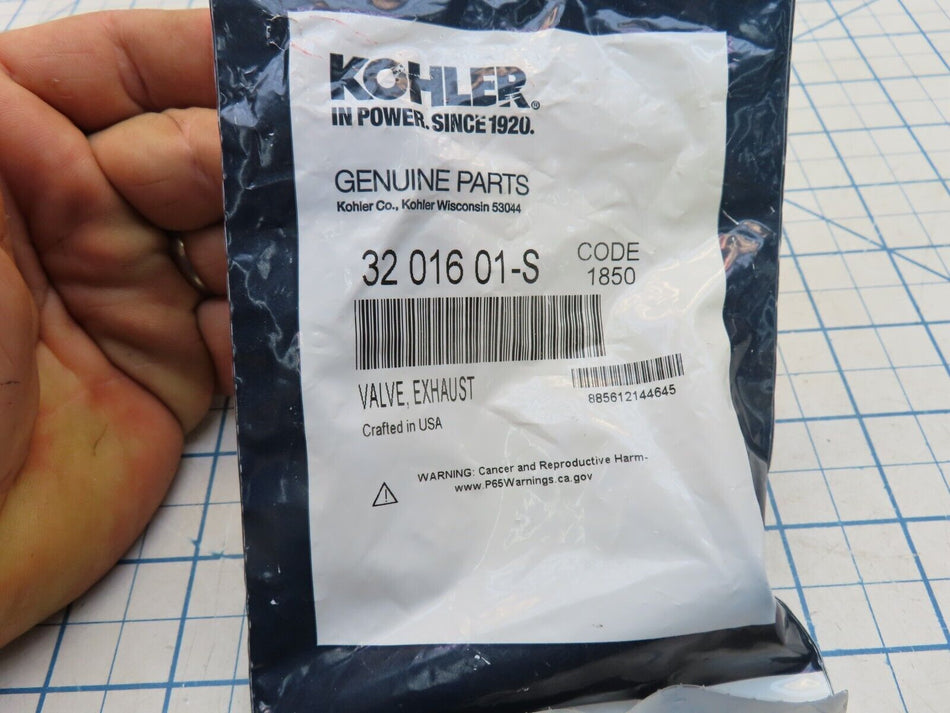 KOHLER®
IN POWER. SINCE 1920.
GENUINE PARTS
Kohler Co., Kohler Wisconsin 53044
32 016 01-S
CODE
1850
VALVE, EXHAUST
885612144645
Crafted in USA
WARNING: Cancer and Reproductive Harm-
www.P65Warnings.ca.gov